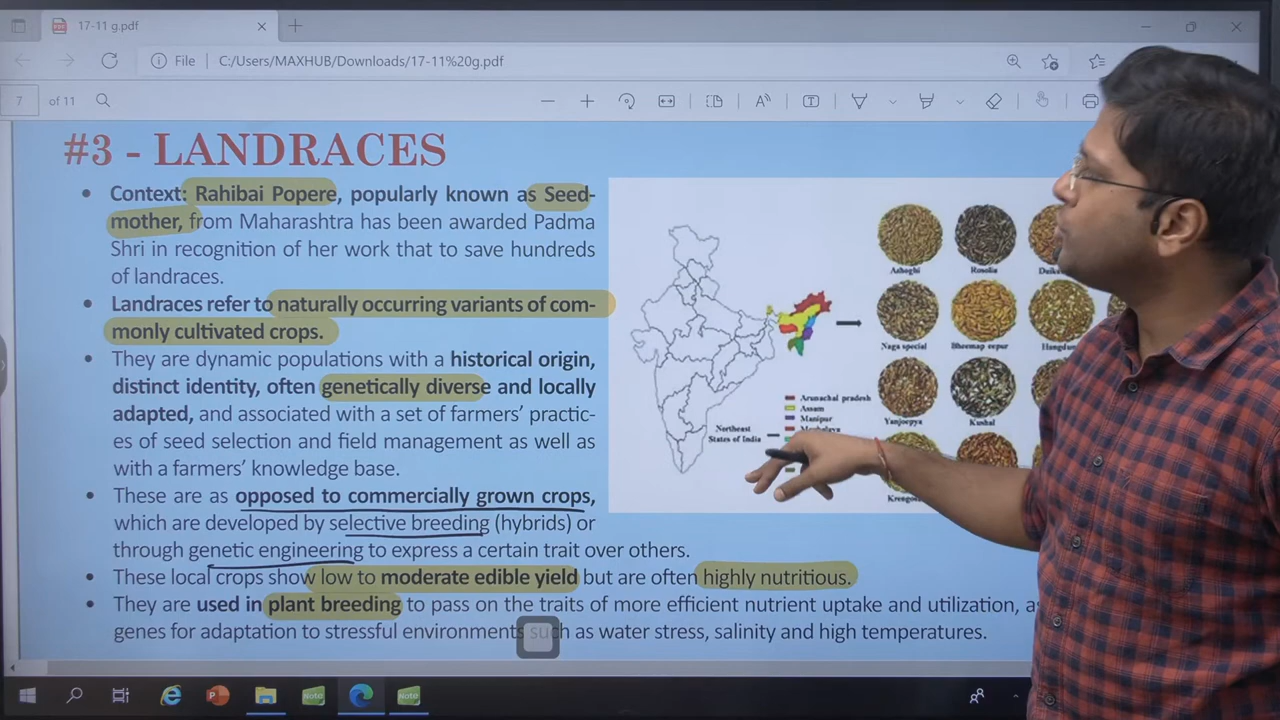 17-11 g.pdf
File
C:/Users/MAXHUB/Downloads/17-11%20g.pdf
7 of 11
#3 - LANDRACES
• Context: Rahibai Popere, popularly known as Seed-
mother, from Maharashtra has been awarded Padma
Shri in recognition of her work that to save hundreds
of landraces.
• Landraces refer to naturally occurring variants of com-
monly cultivated crops.
• They are dynamic populations with a historical origin,
distinct identity, often genetically diverse and locally
adapted, and associated with a set of farmers' practic-
es of seed selection and field management as well as
with a farmers' knowledge base.
• These are as opposed to commercially grown crops,
which are developed by selective breeding (hybrids) or
through genetic engineering to express a certain trait over others.
• These local crops show low to moderate edible yield but are often highly nutritious.
• They are used in plant breeding to pass on the traits of more efficient nutrient uptake and utilization,
genes for adaptation to stressful environments such as water stress, salinity and high temperatures.
Azhoghi
Rosolia
Naga special
Yanjoepya
Kushal
Northeast
States of India
Arunachal pradesh
Assam
Manipur
Note
Note